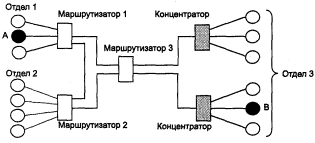 Отдел 1
Маршрутизатор 1
Концентратор
A
Маршрутизатор 3
Отдел 3
Отдел 2
B
Маршрутизатор 2
Концентратор